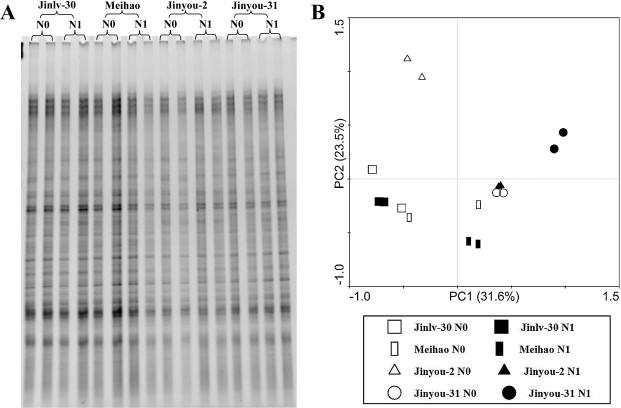 A
Jinlv-30 Meihao Jinyou-2 Jinyou-31
N0 N1 N0 N1 N0 N1 N0 N1
B
1.5
PC2 (23.5%)
-1.0
-1.0 PC1 (31.6%) 1.5
Jinlv-30 N0 Jinlv-30 N1
Meihao N0 Meihao N1
Jinyou-2 N0 Jinyou-2 N1
Jinyou-31 N0 Jinyou-31 N1